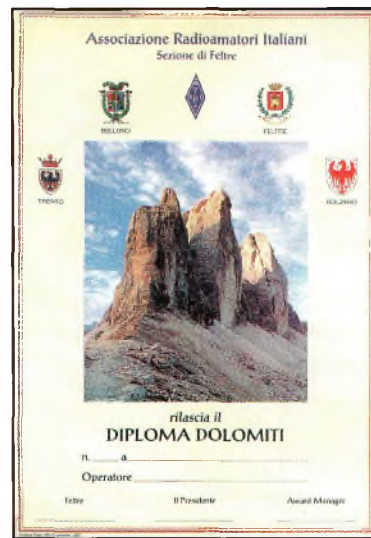 Associazione Radioamatori Italiani
Sezione di Feltre
BELLUNO
FELTRE
TRENTO
BOLZANO
rilascia il
DIPLOMA DOLOMITI
n. ........ a ........
Operatore ........
Feltre Il Presidente Award Manager